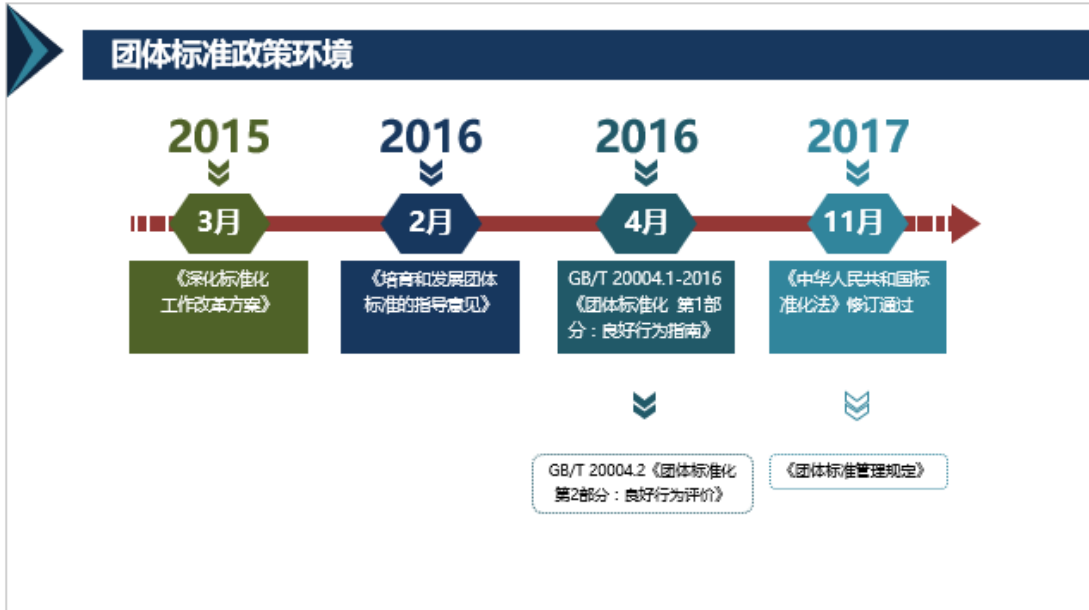 团体标准政策环境
2015
2016
2016
2017
3月
2月
4月
11月
《深化标准化
工作改革方案》
《培育和发展团体
标准的指导意见》
GB/T 20004.1-2016
《团体标准化 第1部
分：良好行为指南》
《中华人民共和国标
准化法》修订通过
GB/T 20004.2《团体标准化
第2部分：良好行为评价》
《团体标准管理规定》